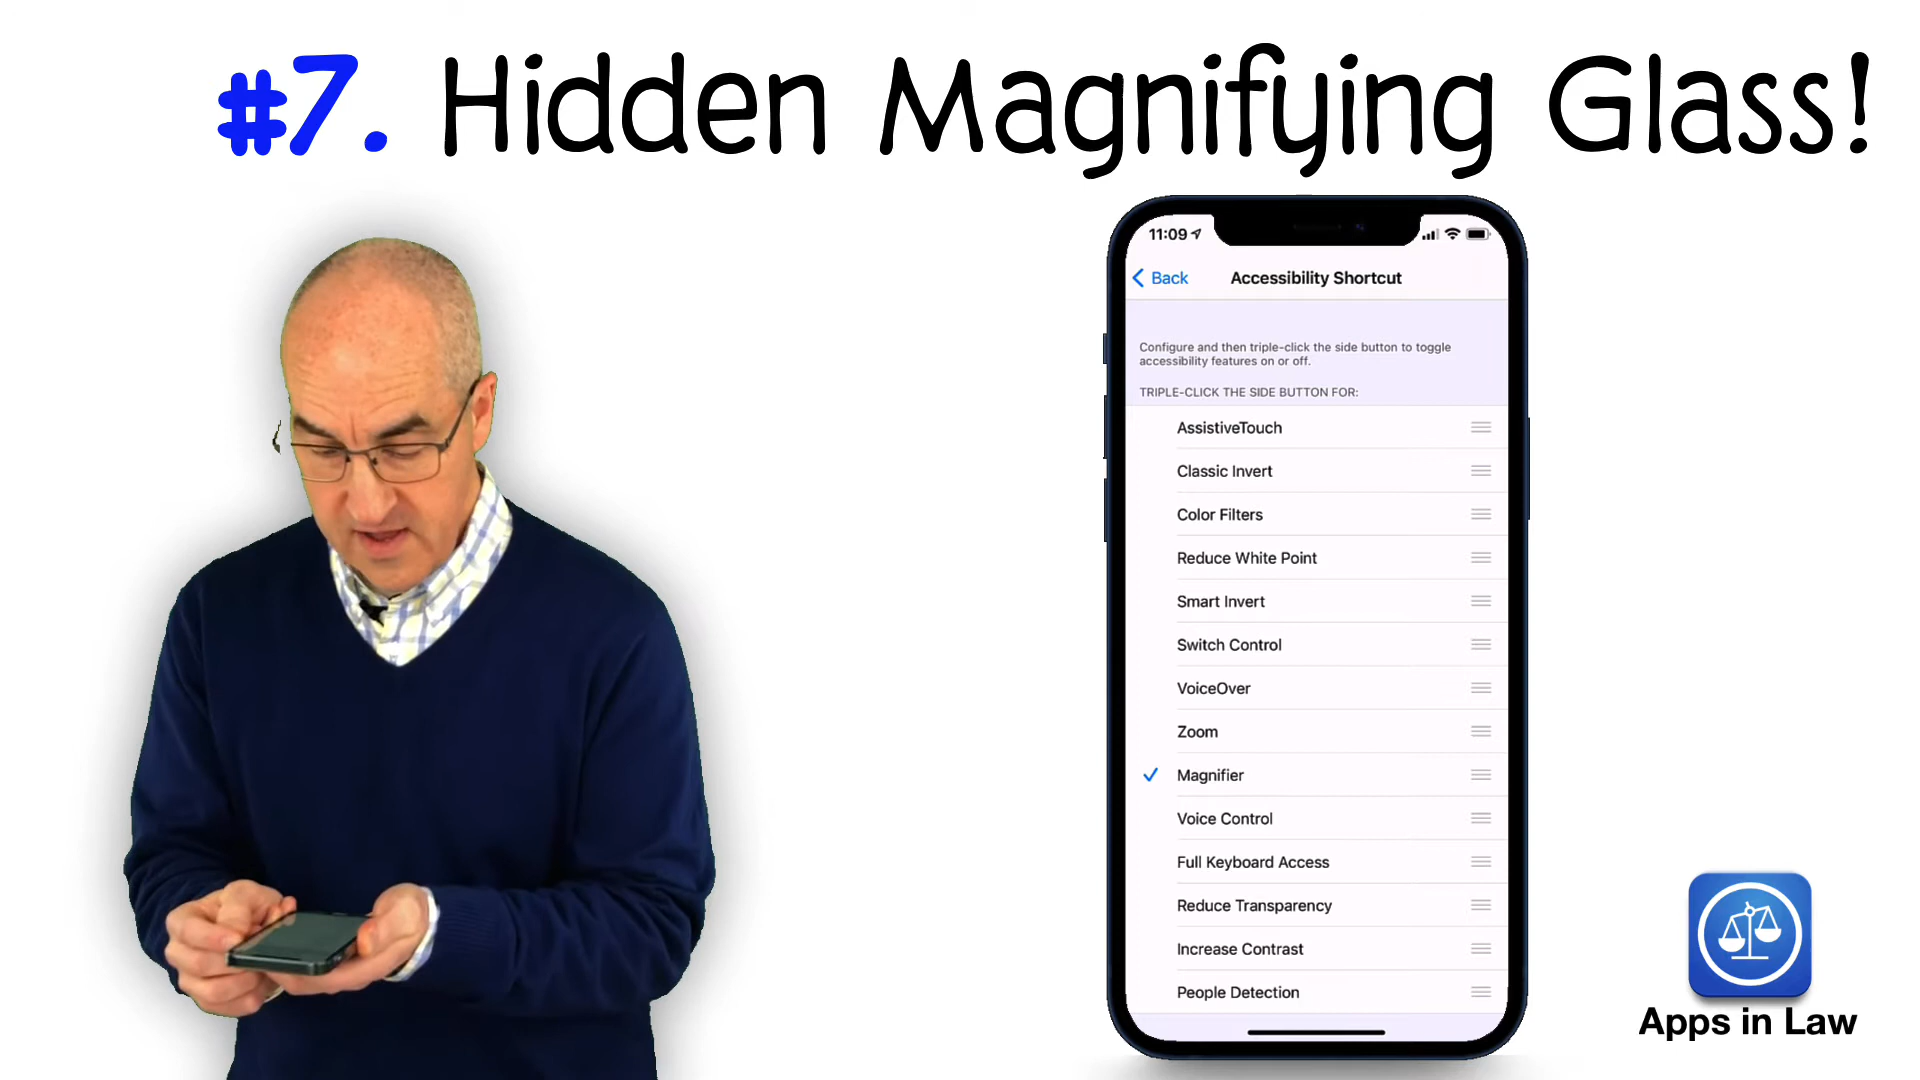 #7. Hidden Magnifying Glass!
11:09
Back
Accessibility Shortcut
Configure and then triple-click the side button to toggle
accessibility features on or off.
TRIPLE-CLICK THE SIDE BUTTON FOR:
AssistiveTouch
Classic Invert
Color Filters
Reduce White Point
Smart Invert
Switch Control
VoiceOver
Zoom
Magnifier
Voice Control
Full Keyboard Access
Reduce Transparency
Increase Contrast
People Detection
Apps in Law